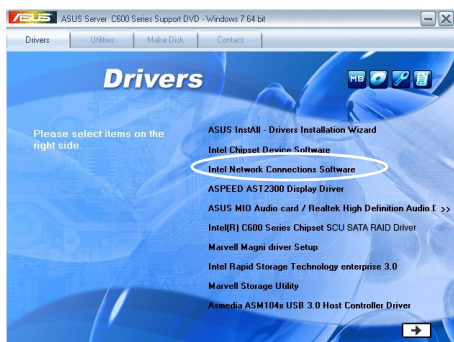 ASUS ASUS Server C600 Series Support DVD - Windows 7 64 bit
Drivers Utilities Make Disk Contact
Drivers
MB
Please select items on the right side.
ASUS InstAll - Drivers Installation Wizard
Intel Chipset Device Software
Intel Network Connections Software
ASPEED AST2300 Display Driver
ASUS MIO Audio card / Realtek High Definition Audio D >>
Intel(R) C600 Series Chipset SCU SATA RAID Driver
Marvell Magni driver Setup
Intel Rapid Storage Technology enterprise 3.0
Marvell Storage Utility
Asmedia ASM104x USB 3.0 Host Controller Driver